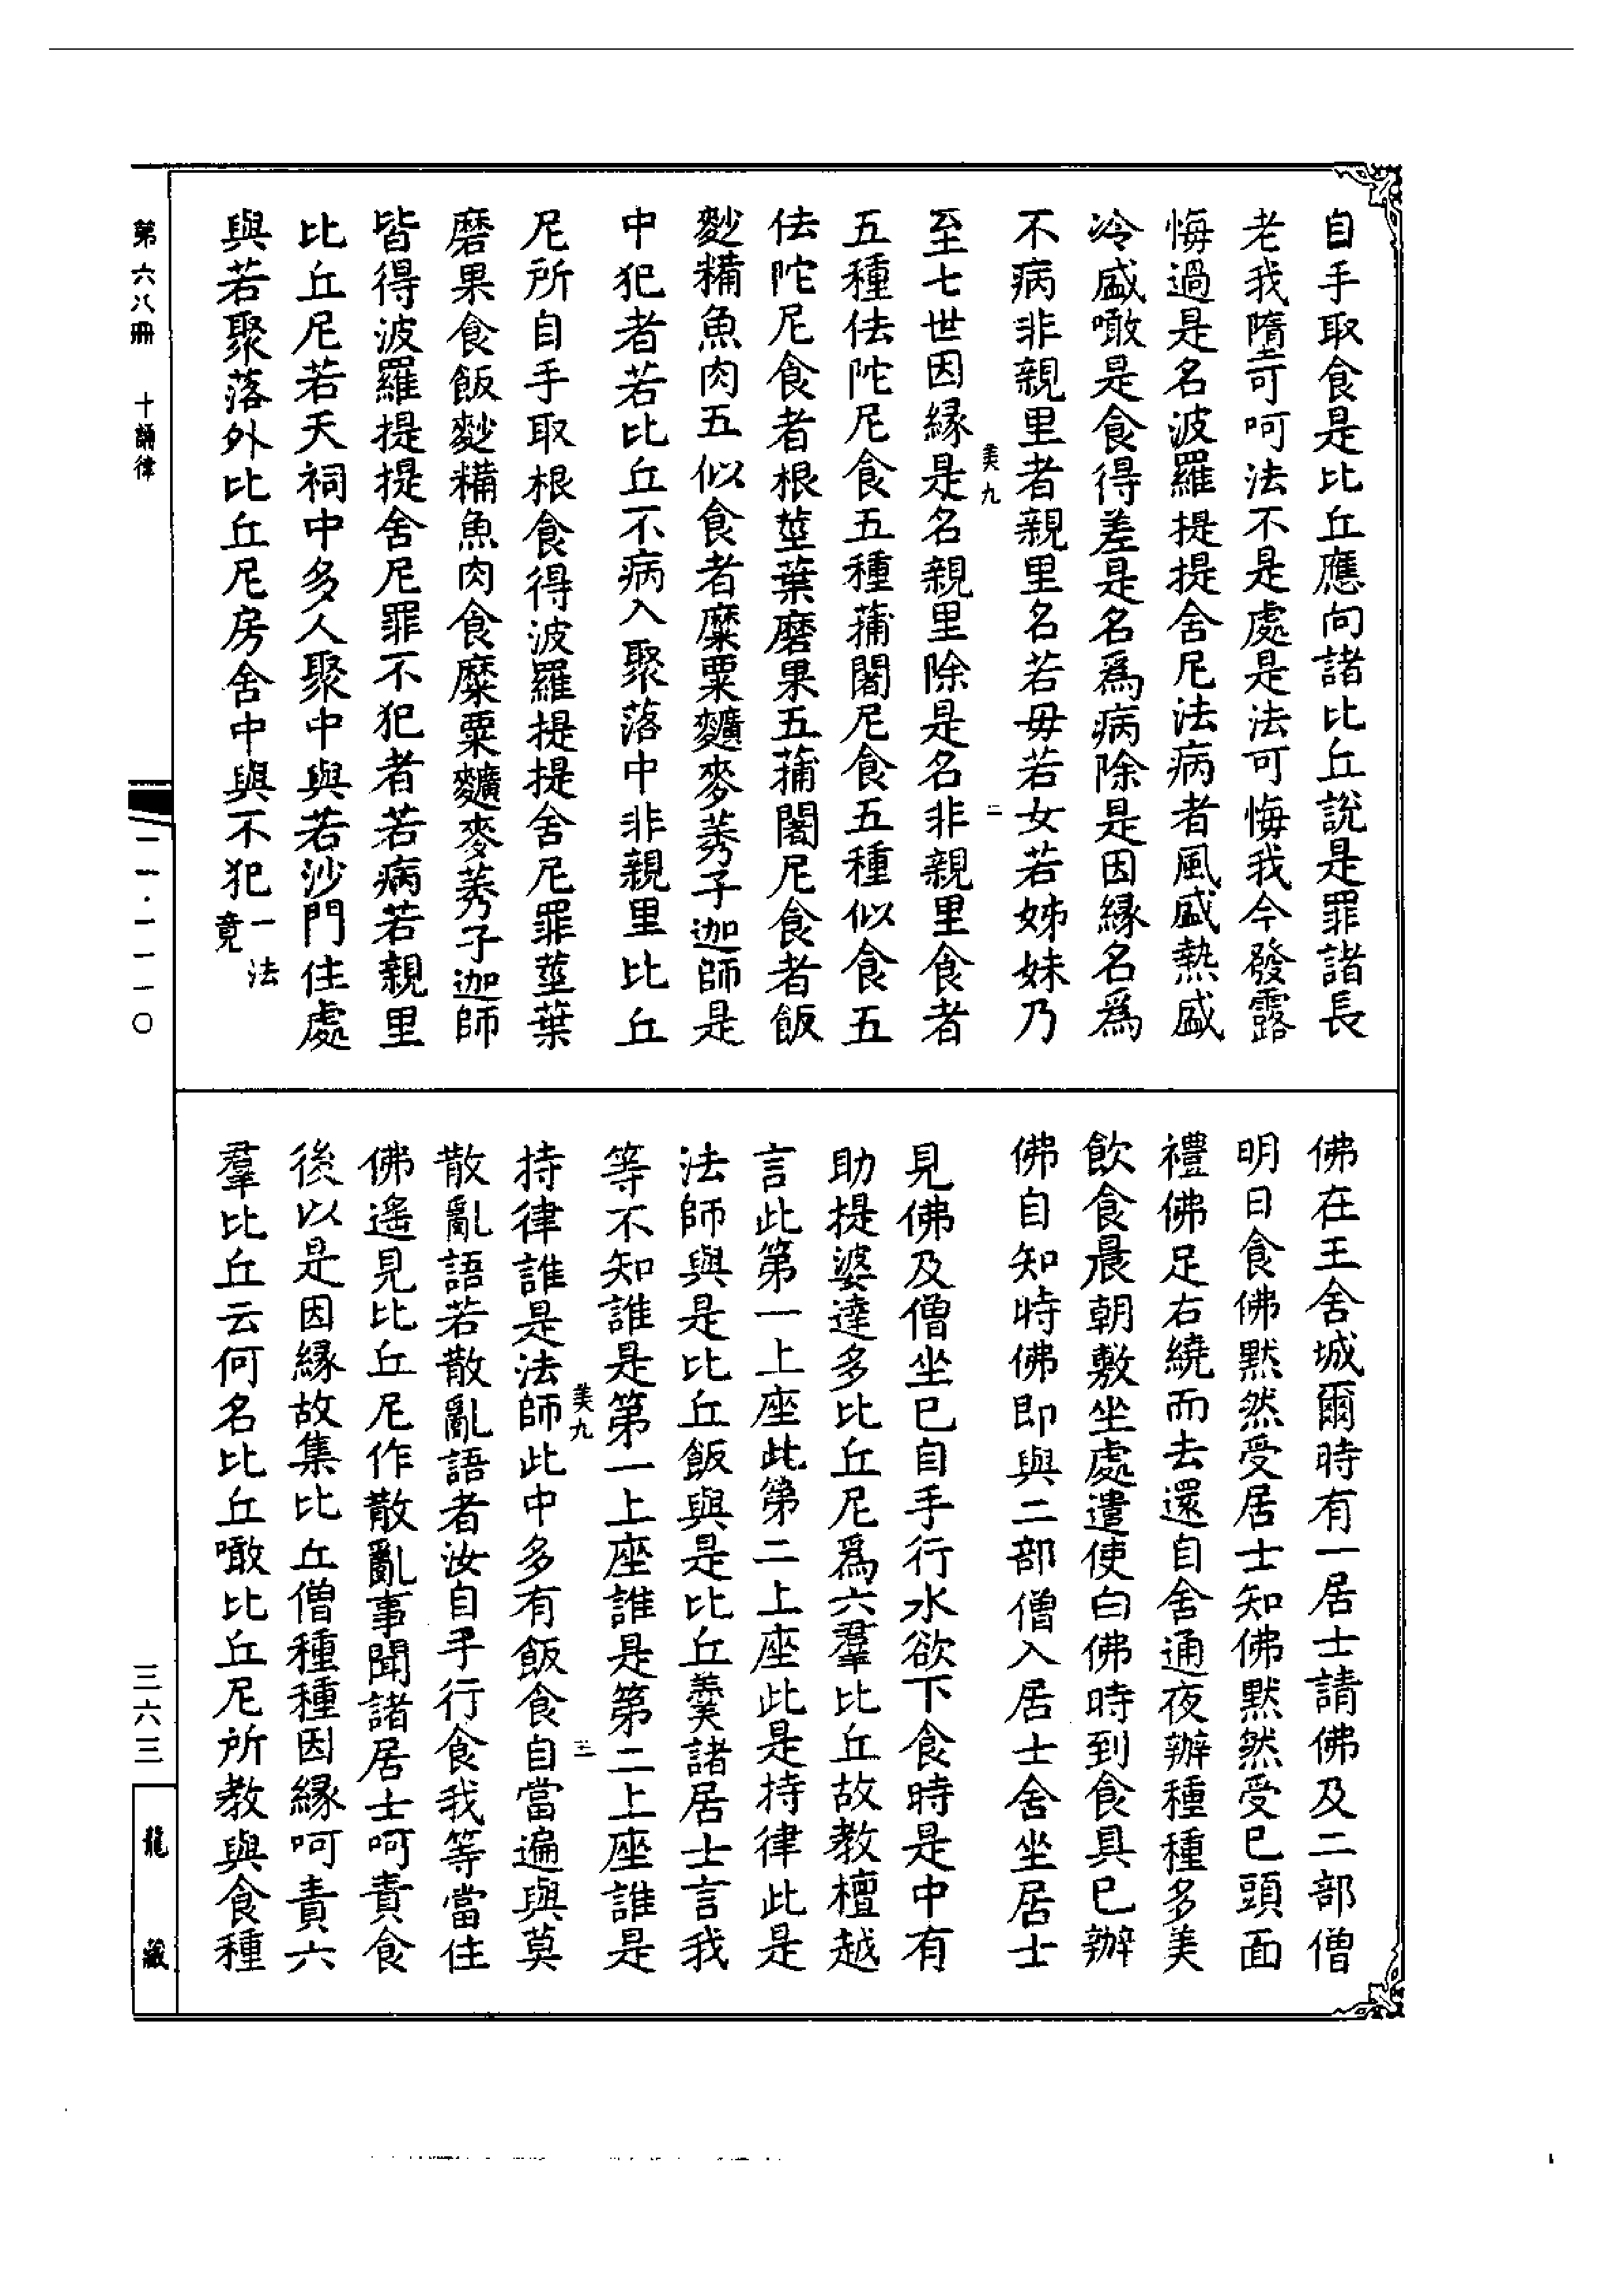 自手取食是比丘應向諸比丘說是罪諸長
老我隨可呵法不是處是法可悔我今發露
悔過是名波羅提提舍尼法病者風盛熱盛
冷盛噉是食得差是名為病除是因緣名為
不病非親里者親里名若母若女若姊妹乃
美九
二
至七世因緣是名親里除是名非親里食者
五種佉陀尼食五種蒲闍尼食五種似食五
佉陀尼食者根莖葉磨果五蒲闍尼食者飯
麨糒魚肉五似食者糜粟𪍿麥莠子迦師是
中犯者若比丘不病入聚落中非親里比丘
尼所自手取根食得波羅提提舍尼罪莖葉
磨果食飯麨糒魚肉食糜粟𪍿麥莠子迦師
皆得波羅提提舍尼罪不犯者若病若親里
比丘尼若天祠中多人聚中與若沙門住處
與若聚落外比丘尼房舍中與不犯一法竟
佛在王舍城爾時有一居士請佛及二部僧
明日食佛默然受居士知佛默然受已頭面
禮佛足右繞而去還自舍通夜辦種種多美
飲食晨朝敷坐處遣使白佛時到食具已辦
佛自知時佛即與二部僧入居士舍坐居士
見佛及僧坐已自手行水欲下食時是中有
助提婆達多比丘尼為六羣比丘故教檀越
言此第一上座此第二上座此是持律此是
法師與是比丘飯與是比丘羹諸居士言我
等不知誰是第一上座誰是第二上座誰是
美九
三
持律誰是法師此中多有飯食自當遍與莫
散亂語若散亂語者汝自手行食我等當住
佛遙見比丘尼作散亂事聞諸居士呵責食
後以是因緣故集比丘僧種種因緣呵責六
羣比丘云何名比丘噉比丘尼所教與食種
第六八冊 十誦律
一一·一一一〇
三六三
龍藏